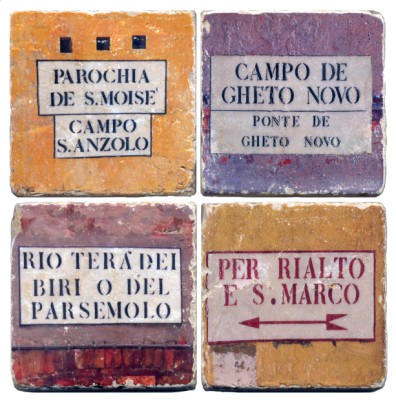 PAROCHIA
DE S.MOISE'
CAMPO
S.ANZOLO
CAMPO DE
GHETO NOVO
PONTE DE
GHETO NOVO
RIO TERÁ DEI
BIRI O DEL
PARSEMOLO
PER RIALTO
E S.MARCO